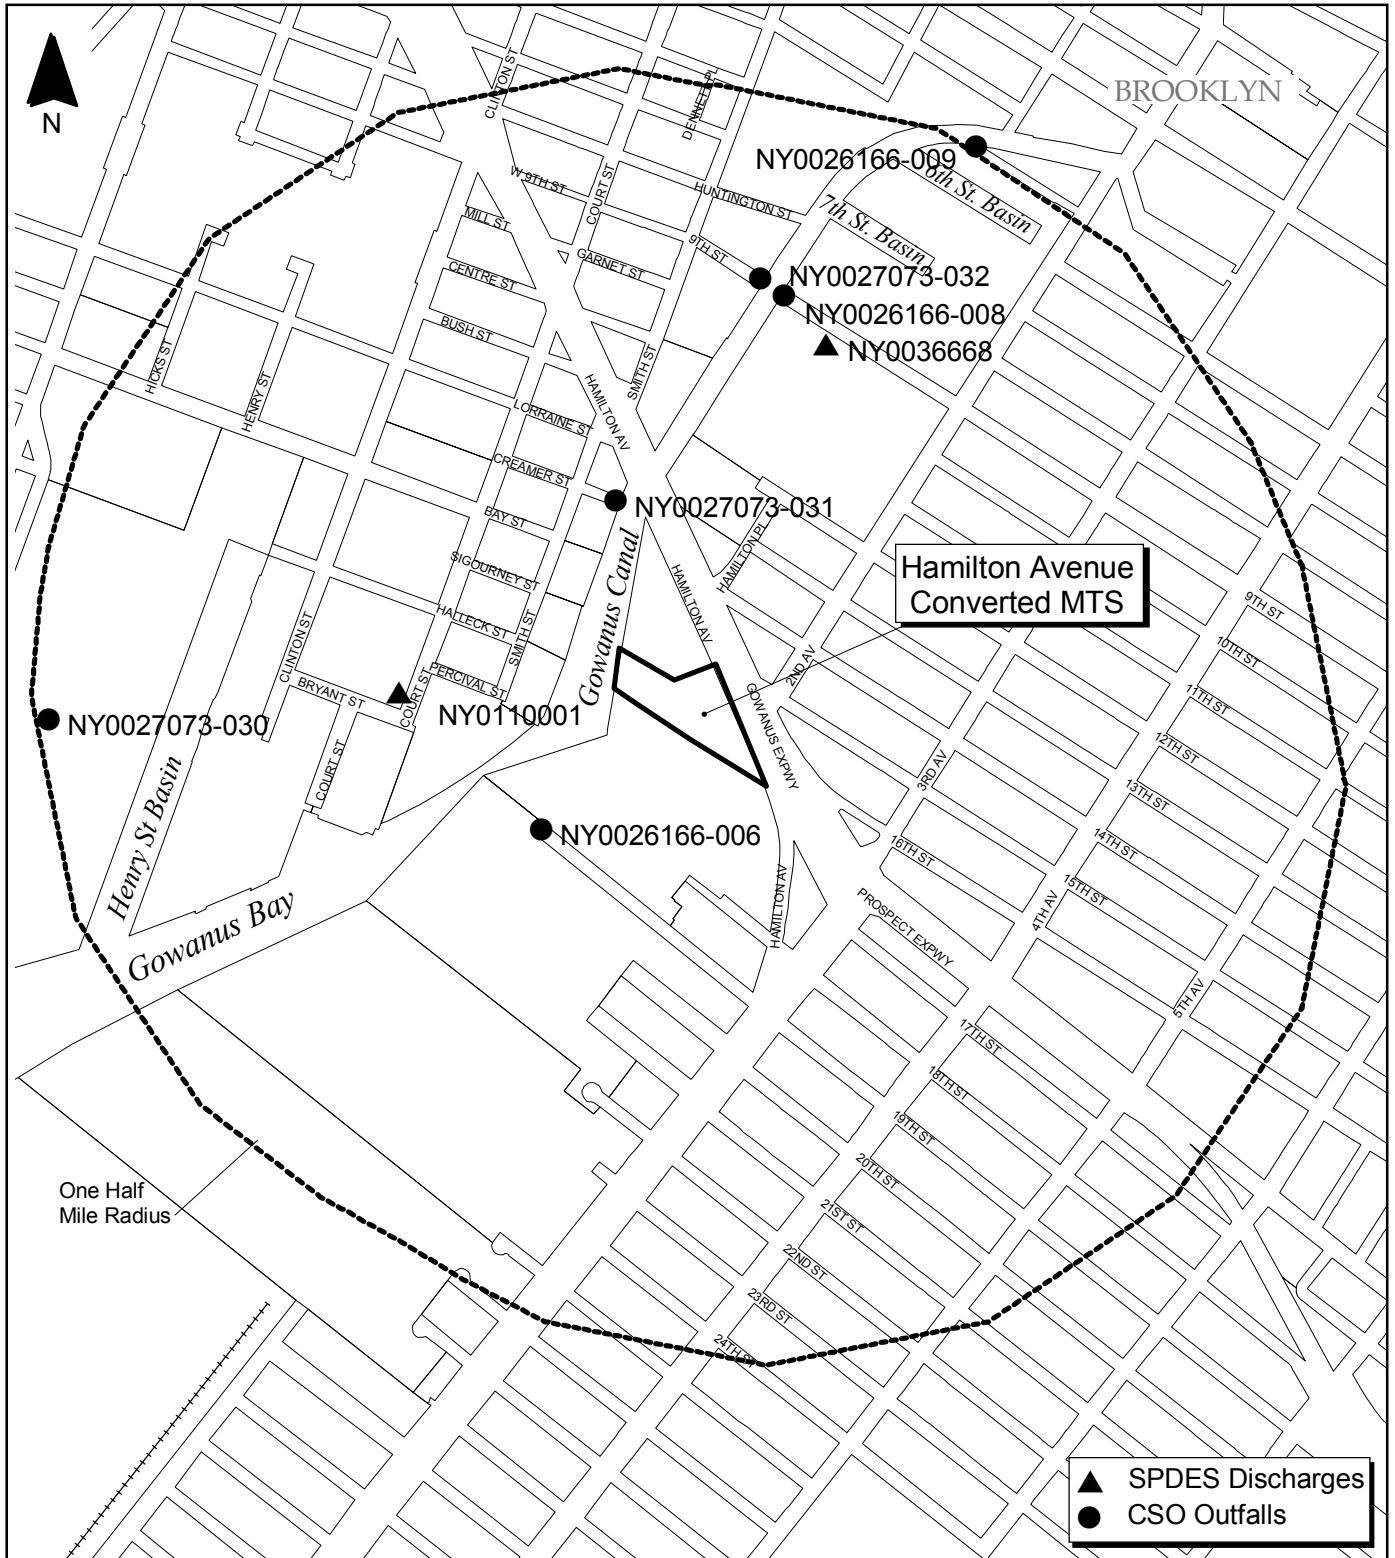 BROOKLYN
N
CLINTON ST
DENNETT PL
NY0026166-009
W 9TH ST
COURT ST
HUNTINGTON ST
6th St. Basin
7th St. Basin
MILL ST
9TH ST
GARNET ST
CENTRE ST
NY0027073-032
BUSH ST
NY0026166-008
NY0036668
HICKS ST
HENRY ST
SMITH ST
HAMILTON AV
LORRAINE ST
CREAMER ST
NY0027073-031
BAY ST
HAMILTON PL
Gowanus Canal
SIGOURNEY ST
HAMILTON AV
Hamilton Avenue
Converted MTS
HALLECK ST
SMITH ST
CLINTON ST
9TH ST
10TH ST
PERCIVAL ST
2ND AV
BRYANT ST
COURT ST
NY0110001
GOWANUS EXPWY
11TH ST
NY0027073-030
12TH ST
COURT ST
3RD AV
13TH ST
Henry St Basin
NY0026166-006
14TH ST
16TH ST
15TH ST
HAMILTON AV
PROSPECT EXPWY
4TH AV
Gowanus Bay
5TH AV
17TH ST
18TH ST
19TH ST
20TH ST
One Half
Mile Radius
21ST ST
22ND ST
23RD ST
24TH ST
SPDES Discharges
CSO Outfalls